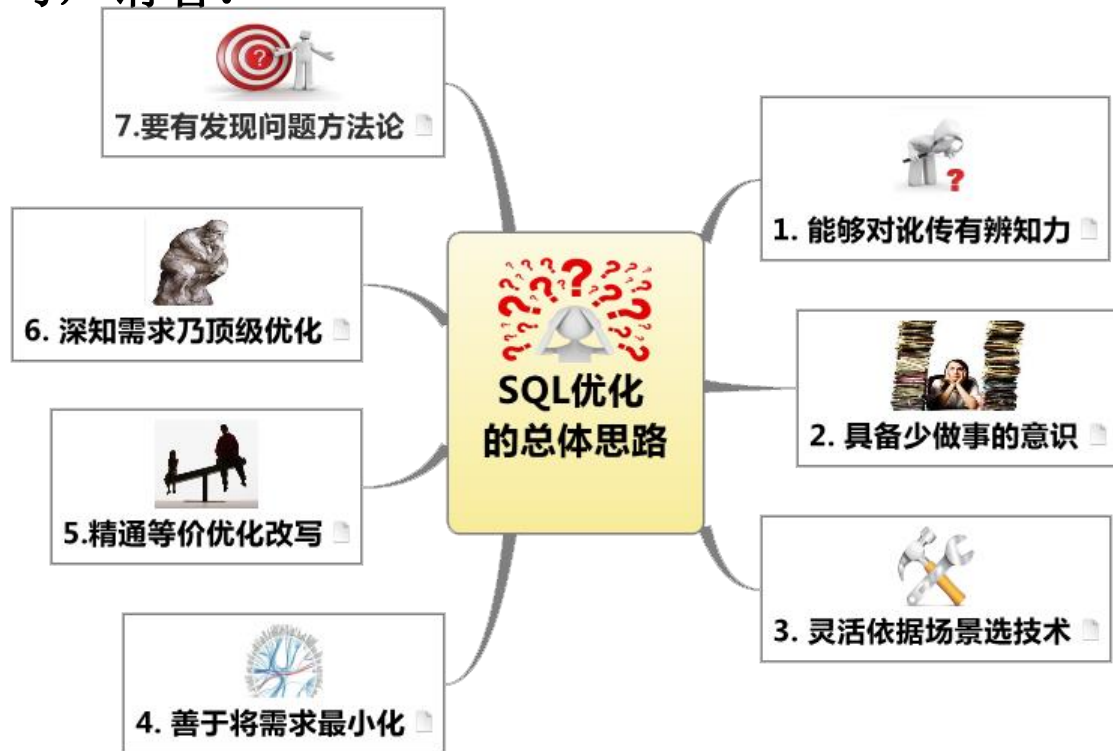 7.要有发现问题方法论
1. 能够对讹传有辨知力
6. 深知需求乃顶级优化
SQL优化
的总体思路
2. 具备少做事的意识
5.精通等价优化改写
3. 灵活依据场景选技术
4. 善于将需求最小化